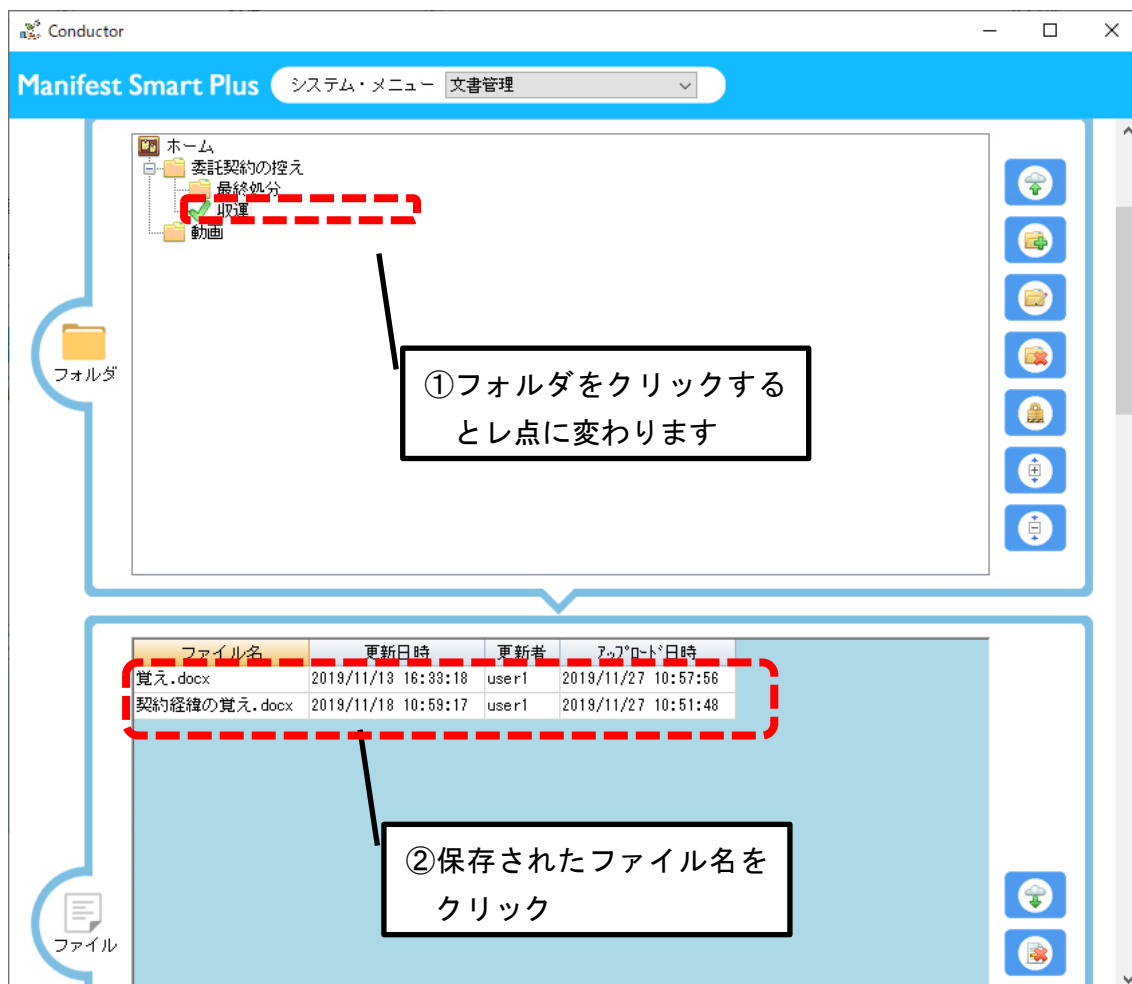 Conductor
Manifest Smart Plus システム・メニュー 文書管理
ホーム
委託契約の控え
最終処分
収運
動画
フォルダ
①フォルダをクリックする
とレ点に変わります
ファイル名 更新日時 更新者 ｱｯﾌﾟﾛｰﾄﾞ日時
覚え.docx 2019/11/13 16:33:18 user1 2019/11/27 10:57:56
契約経緯の覚え.docx 2019/11/18 10:59:17 user1 2019/11/27 10:51:48
②保存されたファイル名を
クリック
ファイル